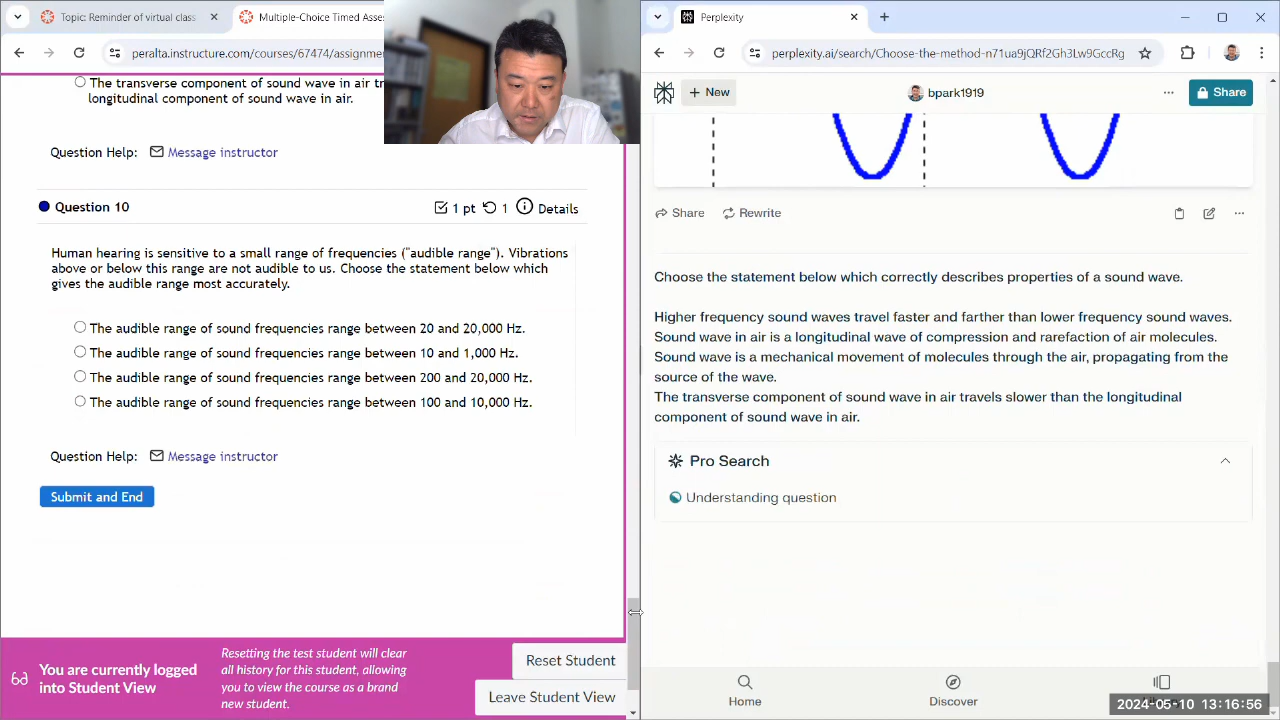 Topic: Reminder of virtual class
Multiple-Choice Timed Asse
Perplexity
peralta.instructure.com/courses/67474/assignme
perplexity.ai/search/Choose-the-method-n71ua9jQRf2Gh3LwBGccRg
The transverse component of sound wave in air tr
longitudinal component of sound wave in air.
New
bpark1919
Share
Question Help: Message instructor
Question 10
1 pt 1 Details
Human hearing is sensitive to a small range of frequencies ("audible range"). Vibrations
above or below this range are not audible to us. Choose the statement below which
gives the audible range most accurately.
The audible range of sound frequencies range between 20 and 20,000 Hz.
The audible range of sound frequencies range between 10 and 1,000 Hz.
The audible range of sound frequencies range between 200 and 20,000 Hz.
The audible range of sound frequencies range between 100 and 10,000 Hz.
Question Help: Message instructor
Submit and End
You are currently logged
into Student View
Resetting the test student will clear
all history for this student, allowing
you to view the course as a brand
new student.
Reset Student
Leave Student View
Share Rewrite
Choose the statement below which correctly describes properties of a sound wave.
Higher frequency sound waves travel faster and farther than lower frequency sound waves.
Sound wave in air is a longitudinal wave of compression and rarefaction of air molecules.
Sound wave is a mechanical movement of molecules through the air, propagating from the
source of the wave.
The transverse component of sound wave in air travels slower than the longitudinal
component of sound wave in air.
Pro Search
Understanding question
Home
Discover
2024-05-10 13:16:56